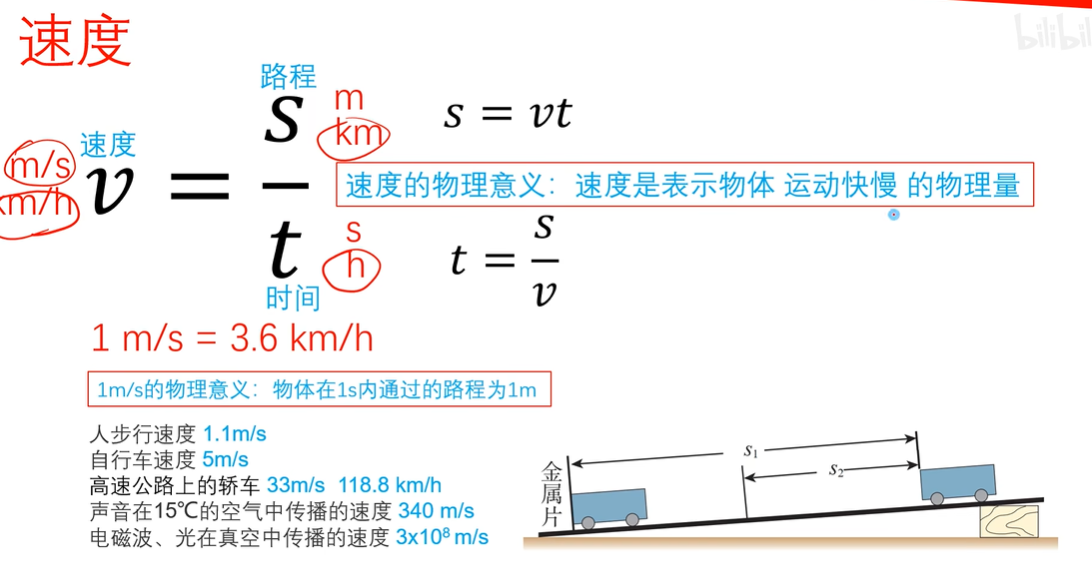 速度
bilibili
路程
m
s = vt
km
m/s
速度
km/h
v = s/t
速度的物理意义：速度是表示物体 运动快慢 的物理量
s
h
t = s/v
时间
1 m/s = 3.6 km/h
1m/s的物理意义：物体在1s内通过的路程为1m
人步行速度 1.1m/s
自行车速度 5m/s
高速公路上的轿车 33m/s 118.8 km/h
声音在15℃的空气中传播的速度 340 m/s
电磁波、光在真空中传播的速度 3x10⁸ m/s
金属片
s₁
s₂